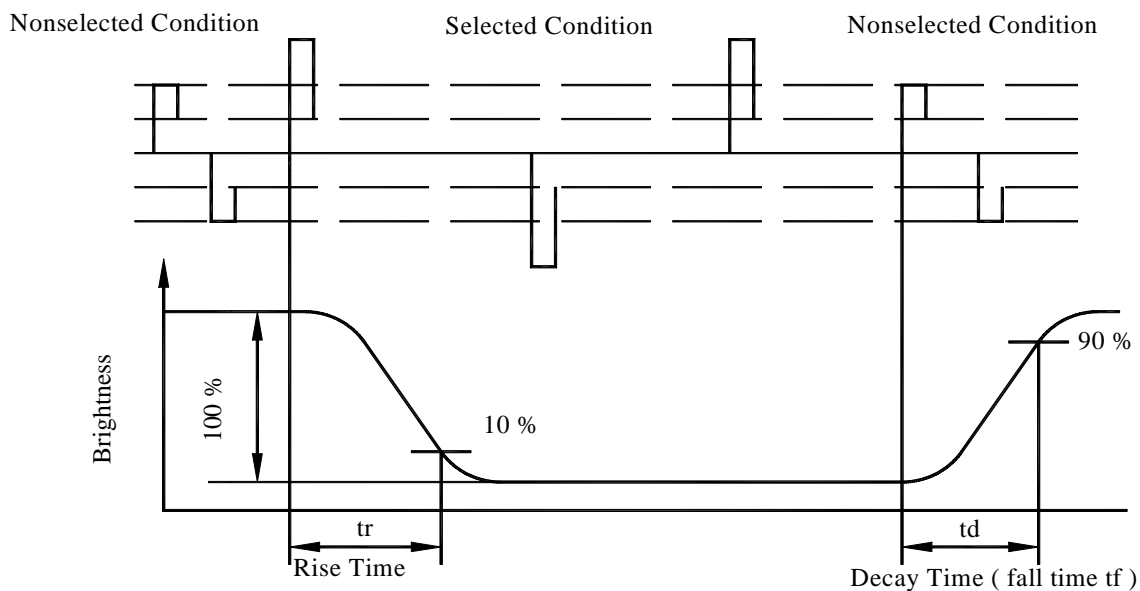 Nonselected Condition
Selected Condition
Nonselected Condition
Brightness
100 %
10 %
90 %
tr
Rise Time
td
Decay Time ( fall time tf )